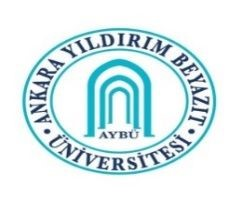 ANKARA YILDIRIM BEYAZIT
AYBÜ
ÜNİVERSİTESİ